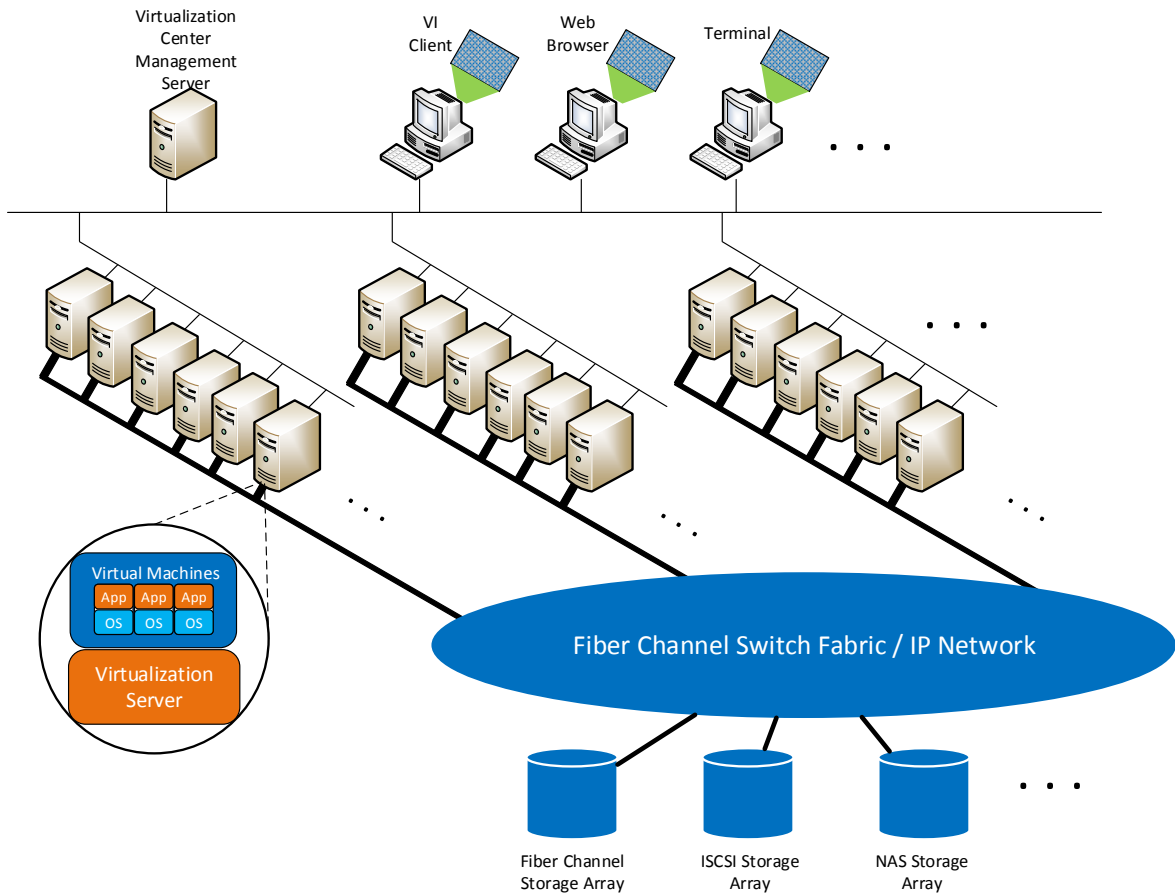 Virtualization
Center
Management
Server
VI
Client
Web
Browser
Terminal
. . .
. . .
. . .
. . .
. . .
Virtual Machines
App App App
OS OS OS
Virtualization
Server
Fiber Channel Switch Fabric / IP Network
. . .
Fiber Channel
Storage Array
ISCSI Storage
Array
NAS Storage
Array